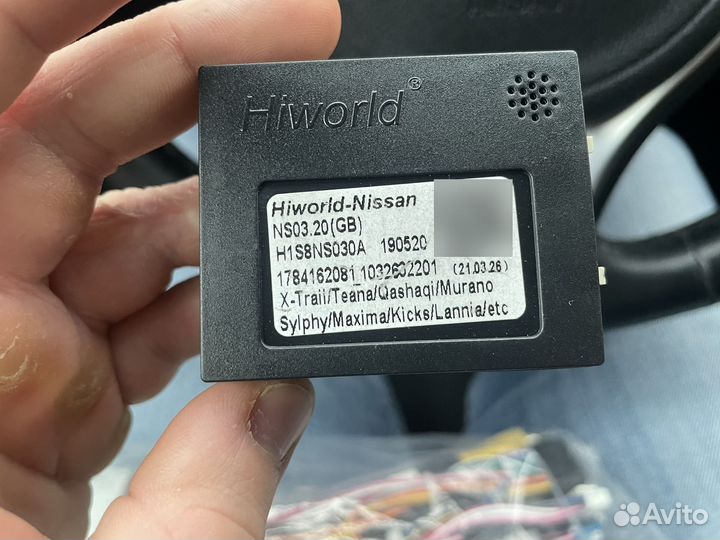 Hiworld®
Hiworld-Nissan
NS03.20(GB)
H1S8NS030A 190520
1784162081 1032632201 (21.03.26)
X-Trail/Teana/Qashaqi/Murano
Sylphy/Maxima/Kicks/Lannia/etc
Avito